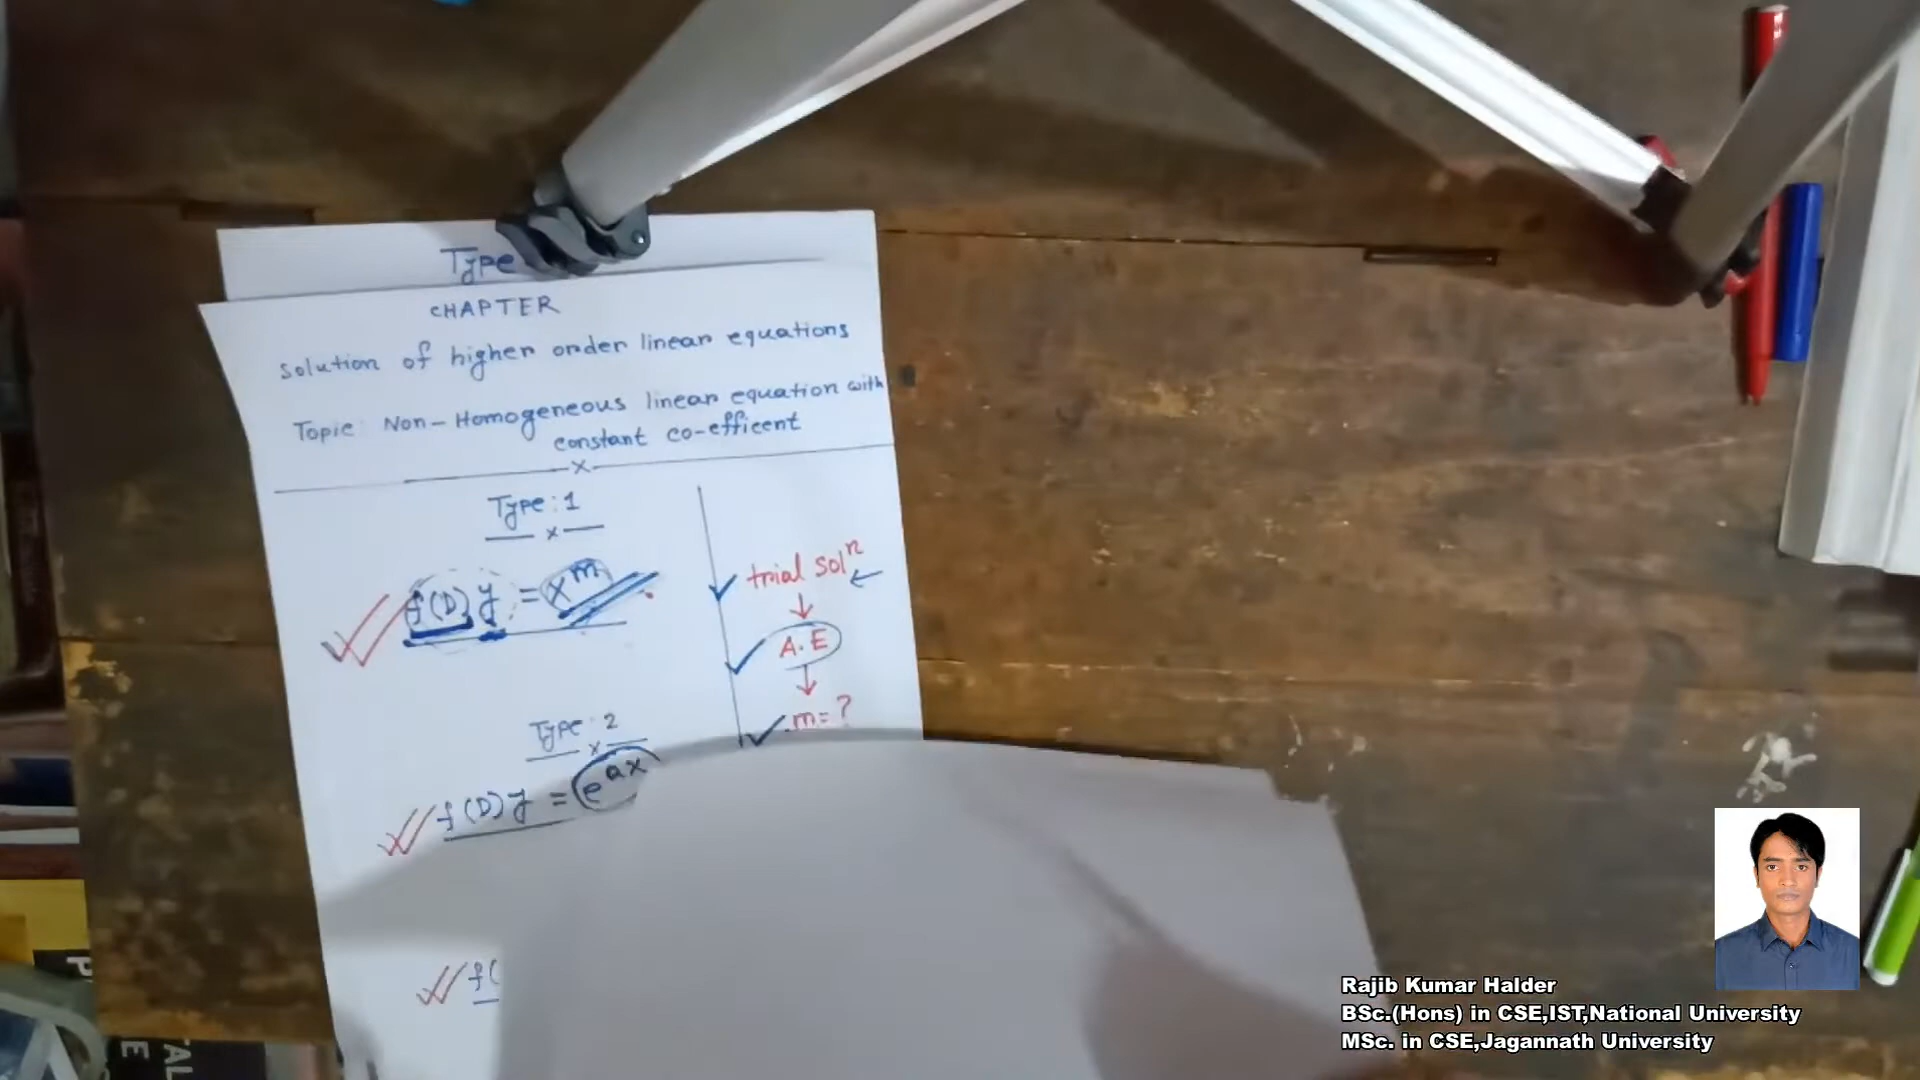 Type
CHAPTER
solution of higher order linear equations
Topic: Non-Homogeneous linear equation with
constant co-efficent
x
Type: 1
x
f(D) y = x^m
trial sol^n
A.E
m = ?
Type: 2
x
f(D) y = e^ax
f(
P
TAL
E
Rajib Kumar Halder
BSc.(Hons) in CSE,IST,National University
MSc. in CSE,Jagannath University